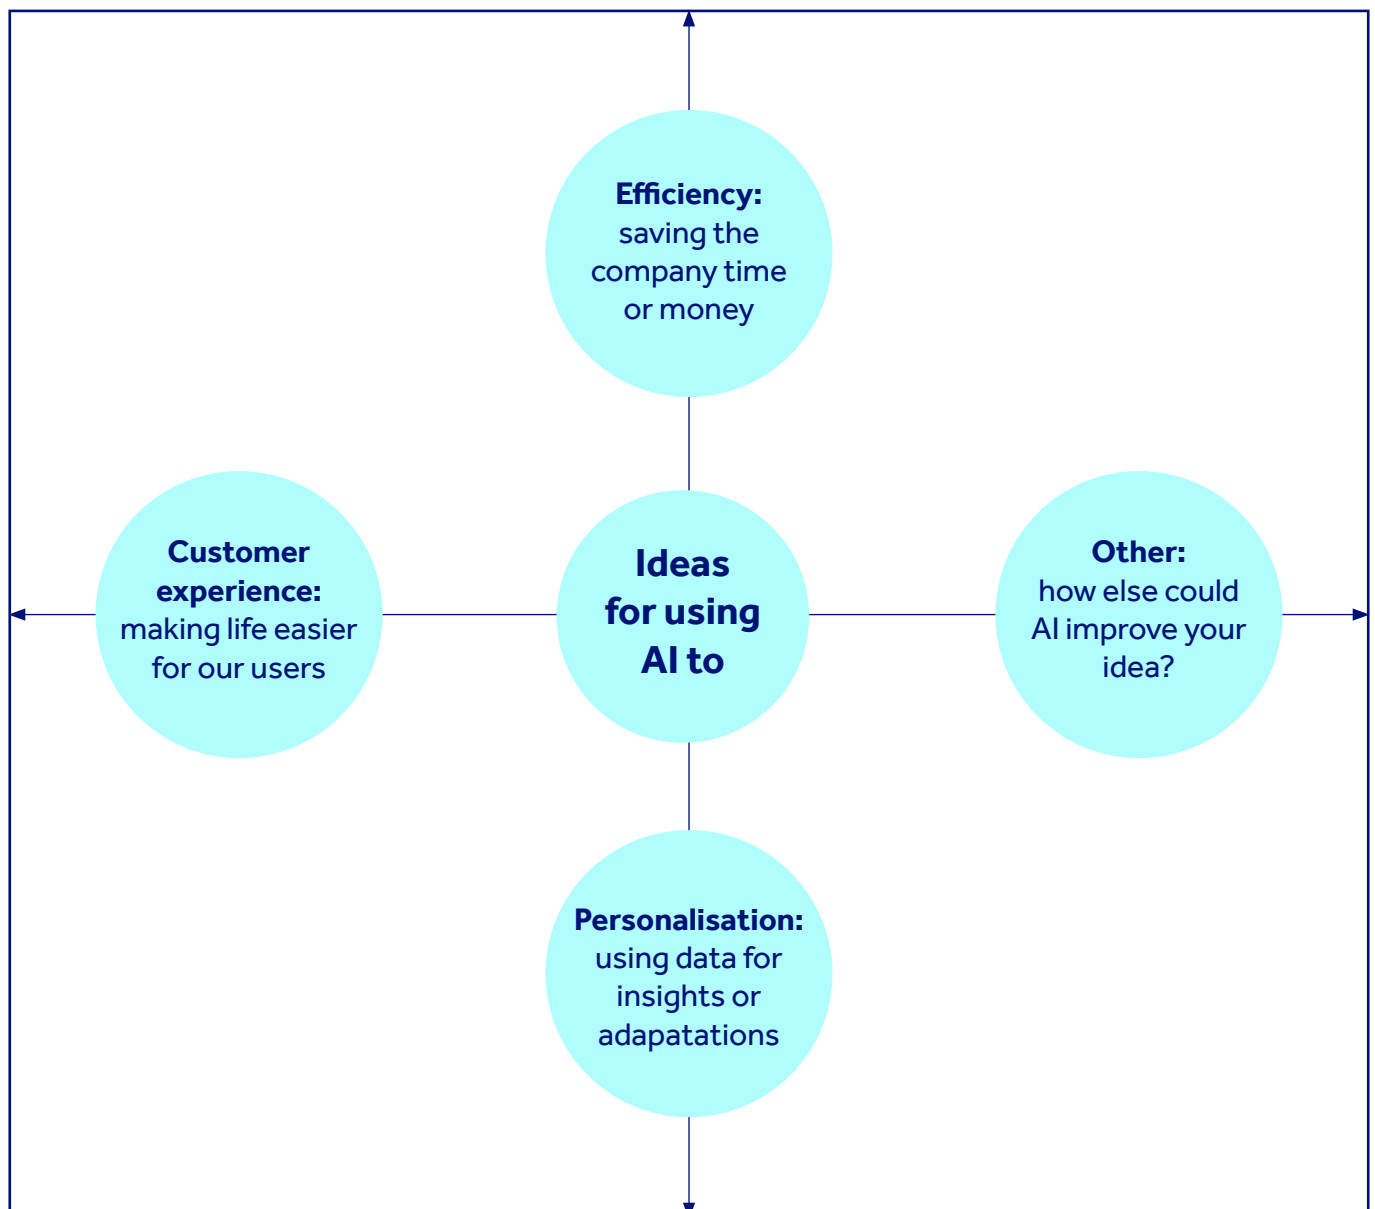 Efficiency:
saving the
company time
or money
Customer
experience:
making life easier
for our users
Ideas
for using
AI to
Other:
how else could
AI improve your
idea?
Personalisation:
using data for
insights or
adapatations